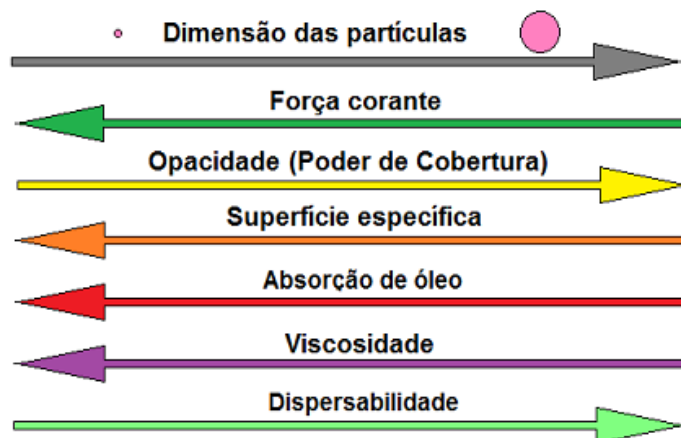 Dimensão das partículas
Força corante
Opacidade (Poder de Cobertura)
Superfície específica
Absorção de óleo
Viscosidade
Dispersabilidade